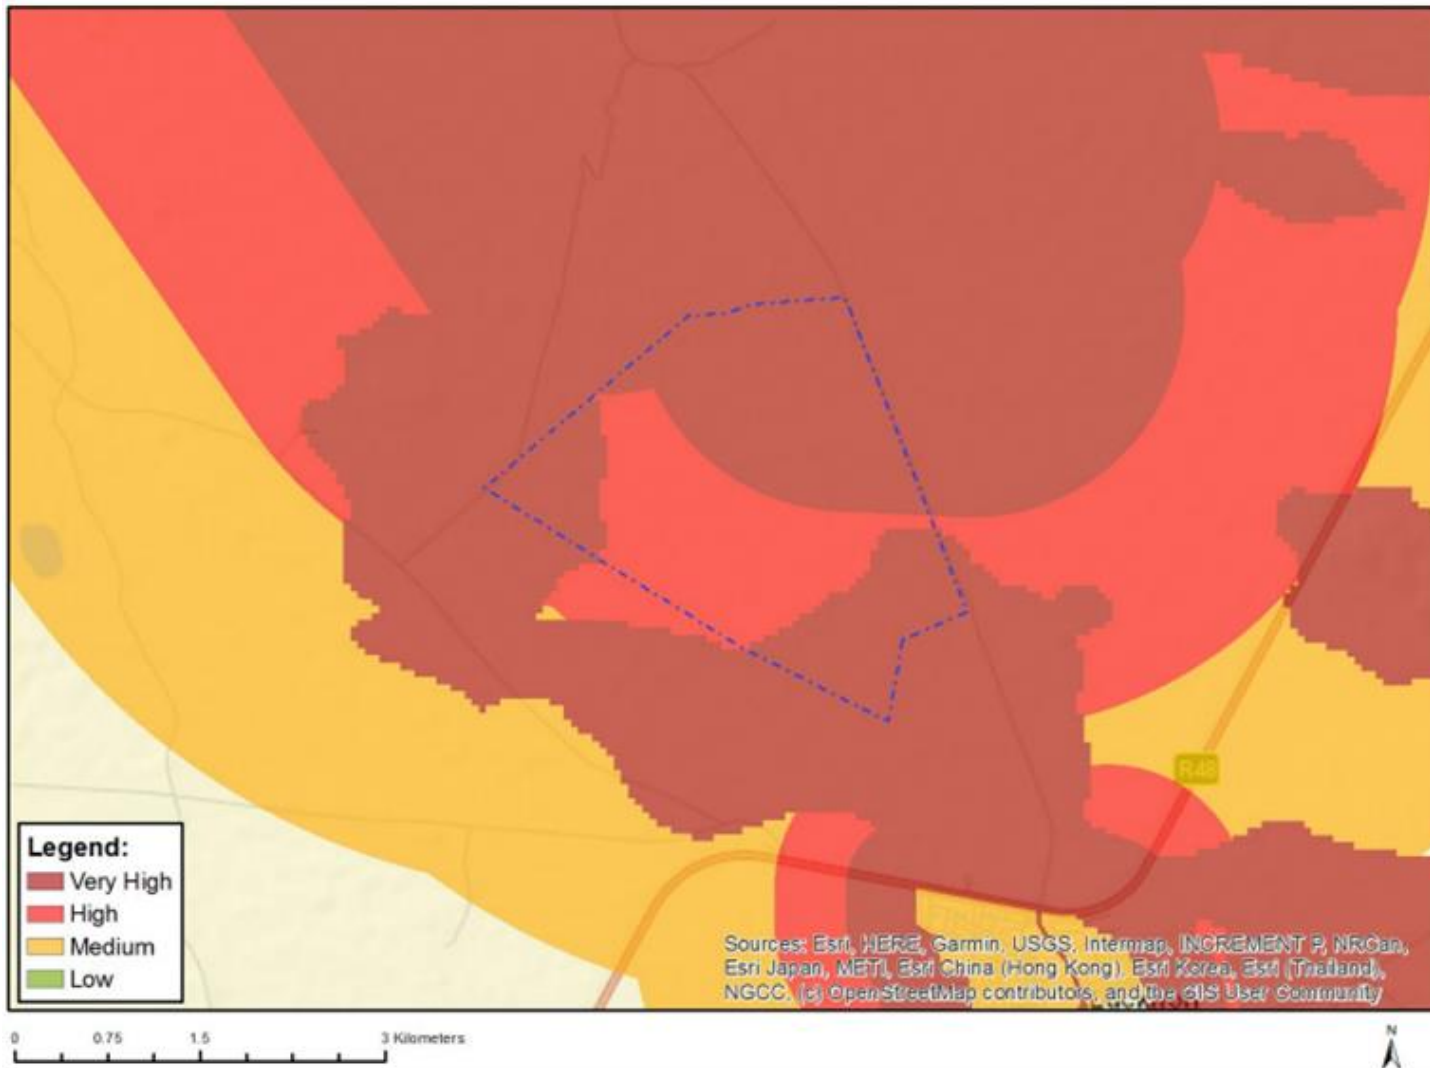 R48
Legend:
Very High
High
Medium
Low
Sources: Esri, HERE, Garmin, USGS, Intermap, INCREMENT P, NRCan,
Esri Japan, METI, Esri China (Hong Kong), Esri Korea, Esri (Thailand),
NGCC, (c) OpenStreetMap contributors, and the GIS User Community
0 0.75 1.5 3 Kilometers
N